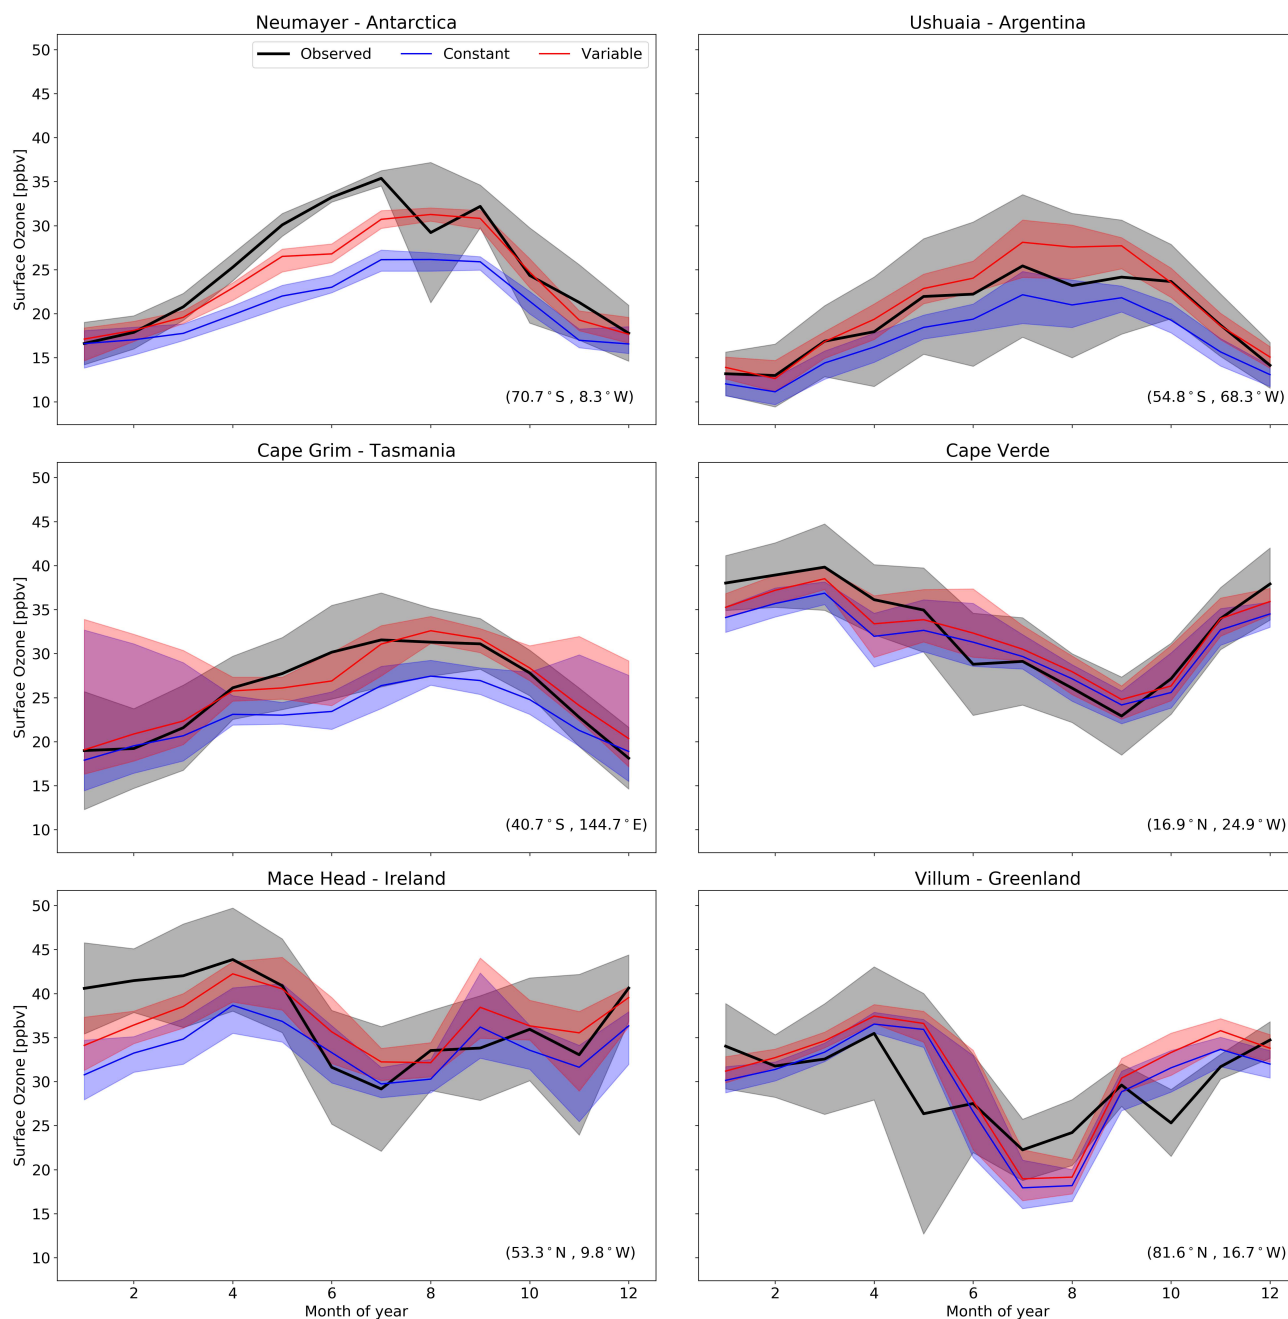 Neumayer - Antarctica
Ushuaia - Argentina
Observed Constant Variable
50
45
40
35
30
25
20
15
10
Surface Ozone [ppbv]
(70.7°S , 8.3°W)
(54.8°S , 68.3°W)
Cape Grim - Tasmania
Cape Verde
50
45
40
35
30
25
20
15
10
Surface Ozone [ppbv]
(40.7°S , 144.7°E)
(16.9°N , 24.9°W)
Mace Head - Ireland
Villum - Greenland
50
45
40
35
30
25
20
15
10
Surface Ozone [ppbv]
(53.3°N , 9.8°W)
(81.6°N , 16.7°W)
2 4 6 8 10 12
2 4 6 8 10 12
Month of year
Month of year